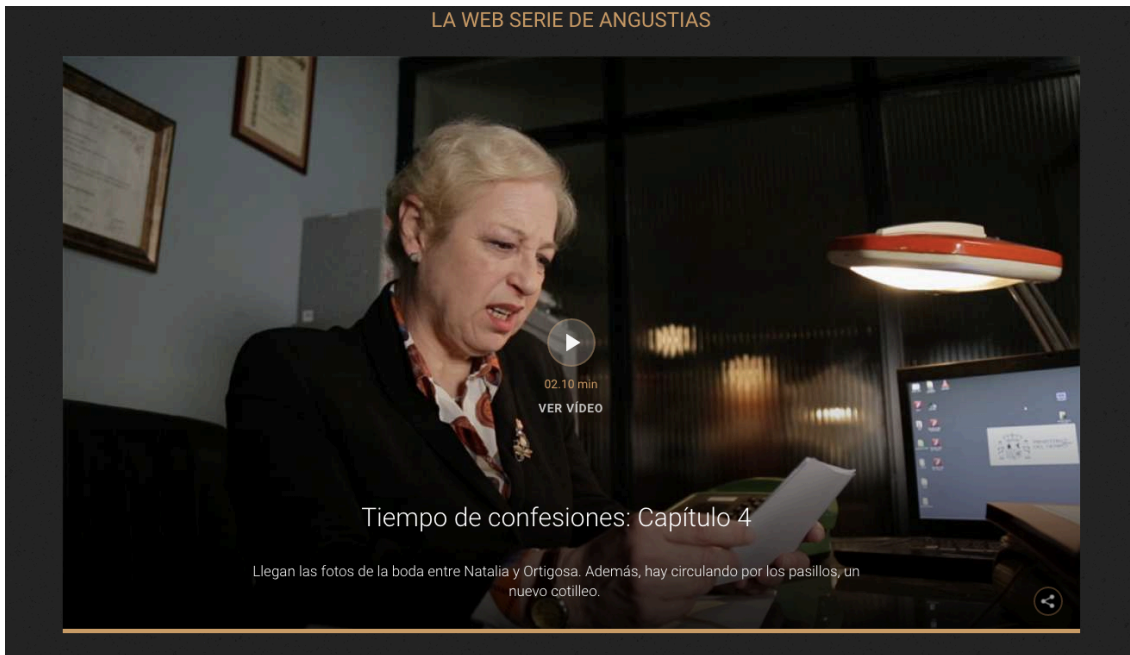 LA WEB SERIE DE ANGUSTIAS
02.10 min
VER VÍDEO
Tiempo de confesiones: Capítulo 4
Llegan las fotos de la boda entre Natalia y Ortigosa. Además, hay circulando por los pasillos, un
nuevo cotilleo.